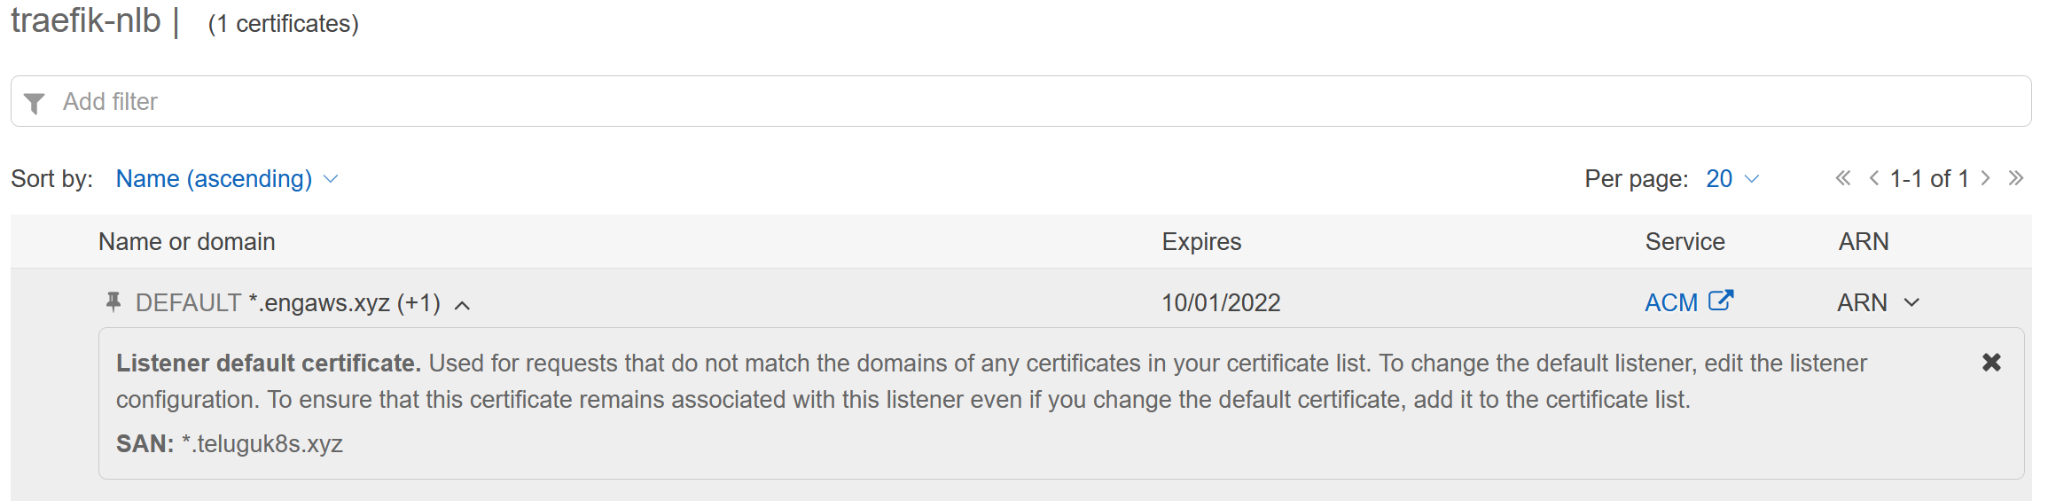 traefik-nlb | (1 certificates)
Add filter
Sort by: Name (ascending) Per page: 20 « < 1-1 of 1 > »
Name or domain Expires Service ARN
DEFAULT *.engaws.xyz (+1) 10/01/2022 ACM ARN
Listener default certificate. Used for requests that do not match the domains of any certificates in your certificate list. To change the default listener, edit the listener
configuration. To ensure that this certificate remains associated with this listener even if you change the default certificate, add it to the certificate list.
SAN: *.teluguk8s.xyz